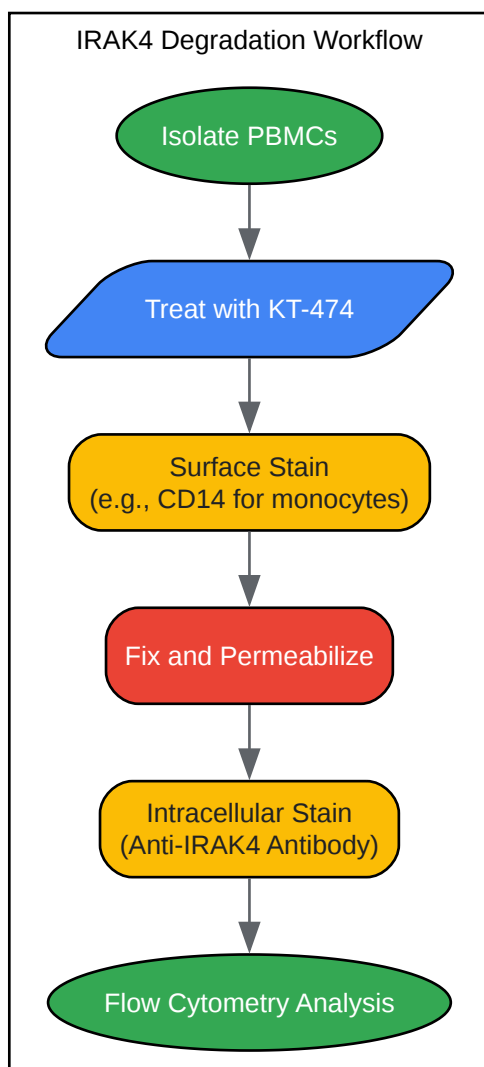 IRAK4 Degradation Workflow
Isolate PBMCs
Treat with KT-474
Surface Stain
(e.g., CD14 for monocytes)
Fix and Permeabilize
Intracellular Stain
(Anti-IRAK4 Antibody)
Flow Cytometry Analysis